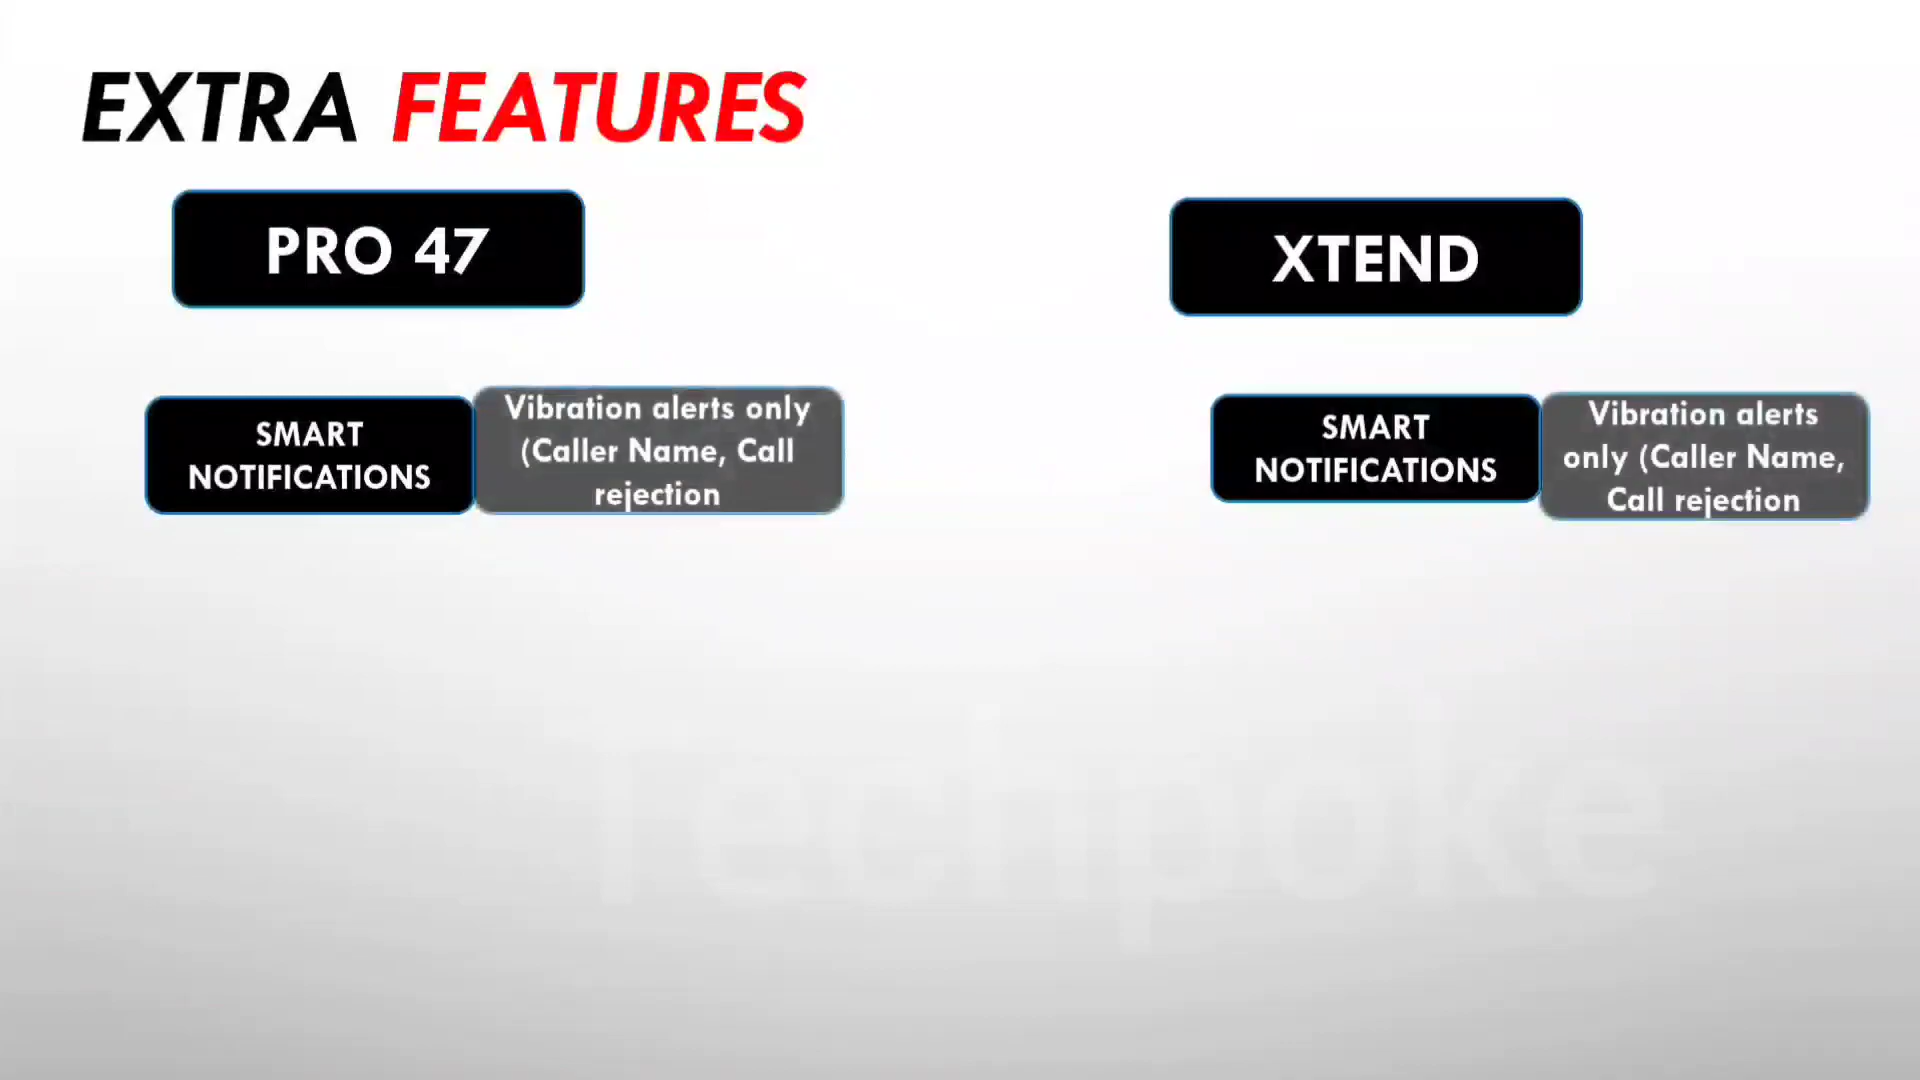 EXTRA FEATURES
PRO 47
XTEND
SMART
NOTIFICATIONS
Vibration alerts only
(Caller Name, Call
rejection
SMART
NOTIFICATIONS
Vibration alerts
only (Caller Name,
Call rejection
Techpoke